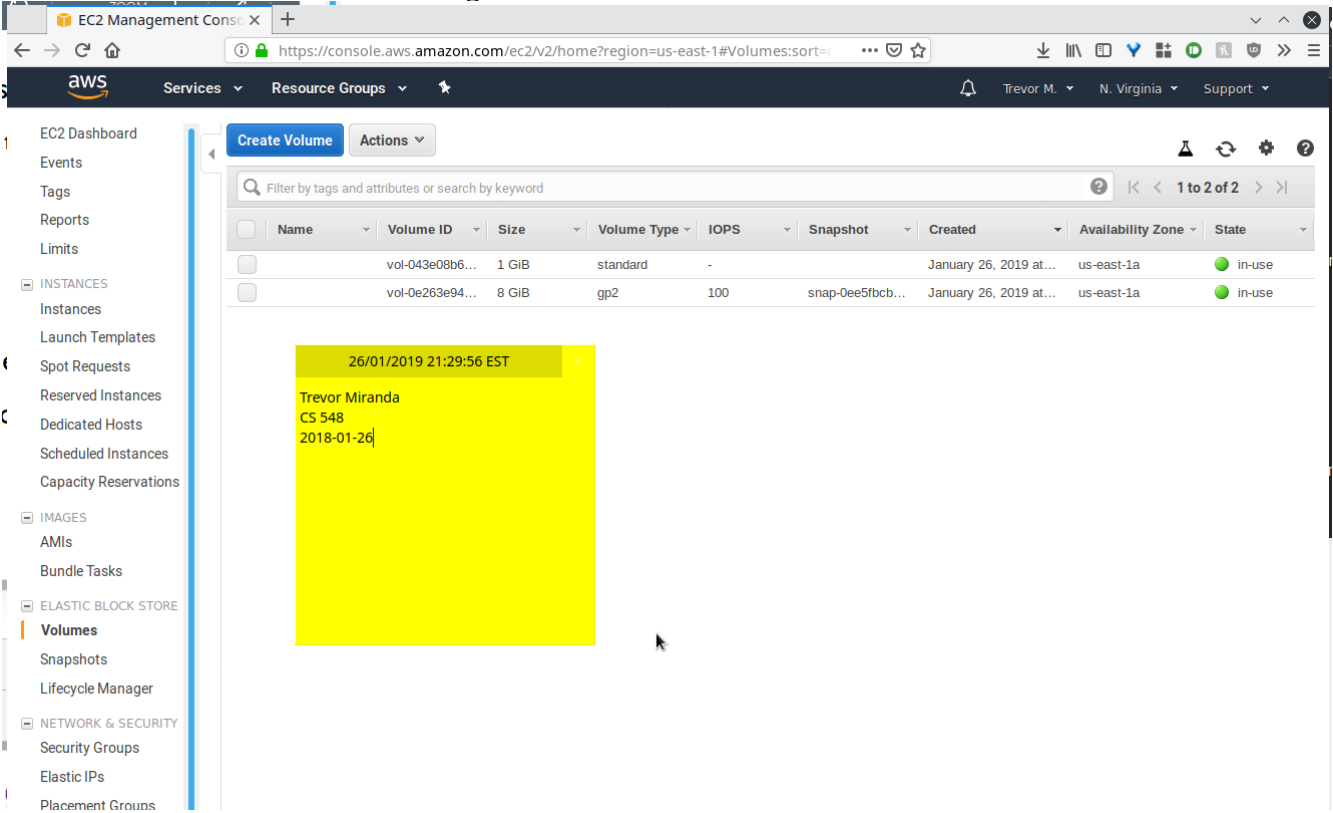 EC2 Management Conso
https://console.aws.amazon.com/ec2/v2/home?region=us-east-1#Volumes:sort=
aws Services Resource Groups Trevor M. N. Virginia Support
EC2 Dashboard
Events
Tags
Reports
Limits
INSTANCES
Instances
Launch Templates
Spot Requests
Reserved Instances
Dedicated Hosts
Scheduled Instances
Capacity Reservations
IMAGES
AMIs
Bundle Tasks
ELASTIC BLOCK STORE
Volumes
Snapshots
Lifecycle Manager
NETWORK & SECURITY
Security Groups
Elastic IPs
Placement Groups
Create Volume Actions
Filter by tags and attributes or search by keyword 1 to 2 of 2
Name Volume ID Size Volume Type IOPS Snapshot Created Availability Zone State
vol-043e08b6... 1 GiB standard - January 26, 2019 at... us-east-1a in-use
vol-0e263e94... 8 GiB gp2 100 snap-0ee5fbcb... January 26, 2019 at... us-east-1a in-use
26/01/2019 21:29:56 EST
Trevor Miranda
CS 548
2018-01-26